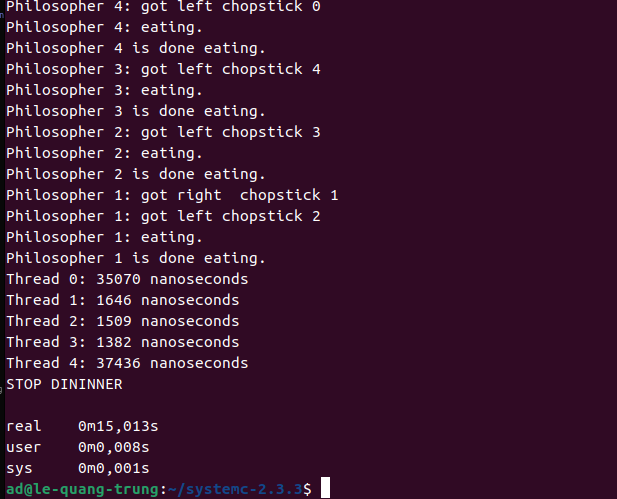 Philosopher 4: got left chopstick 0
Philosopher 4: eating.
Philosopher 4 is done eating.
Philosopher 3: got left chopstick 4
Philosopher 3: eating.
Philosopher 3 is done eating.
Philosopher 2: got left chopstick 3
Philosopher 2: eating.
Philosopher 2 is done eating.
Philosopher 1: got right  chopstick 1
Philosopher 1: got left chopstick 2
Philosopher 1: eating.
Philosopher 1 is done eating.
Thread 0: 35070 nanoseconds
Thread 1: 1646 nanoseconds
Thread 2: 1509 nanoseconds
Thread 3: 1382 nanoseconds
Thread 4: 37436 nanoseconds
STOP DININNER

real    0m15,013s
user    0m0,008s
sys     0m0,001s
ad@le-quang-trung:~/systemc-2.3.3$